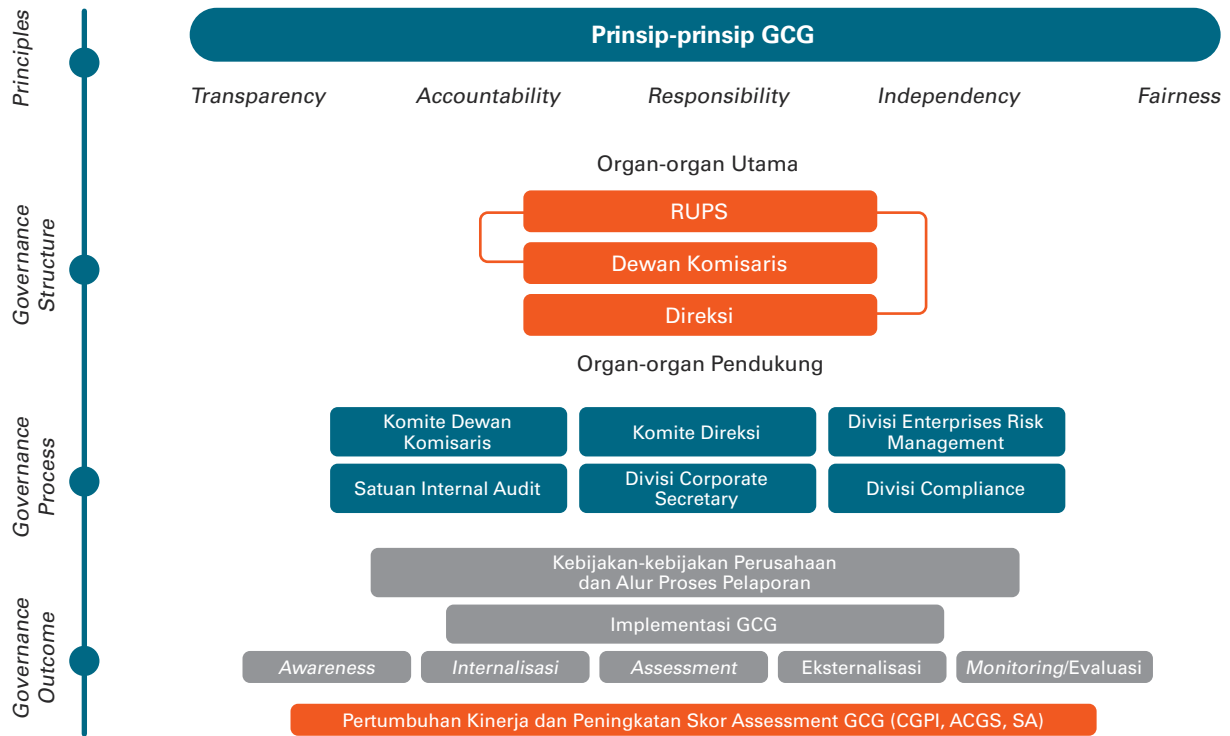 Principles
Prinsip-prinsip GCG
Transparency Accountability Responsibility Independency Fairness
Governance
Structure
Organ-organ Utama
RUPS
Dewan Komisaris
Direksi
Organ-organ Pendukung
Governance
Process
Komite Dewan
Komisaris
Komite Direksi
Divisi Enterprises Risk
Management
Satuan Internal Audit
Divisi Corporate
Secretary
Divisi Compliance
Kebijakan-kebijakan Perusahaan
dan Alur Proses Pelaporan
Governance
Outcome
Implementasi GCG
Awareness
Internalisasi
Assessment
Eksternalisasi
Monitoring/Evaluasi
Pertumbuhan Kinerja dan Peningkatan Skor Assessment GCG (CGPI, ACGS, SA)